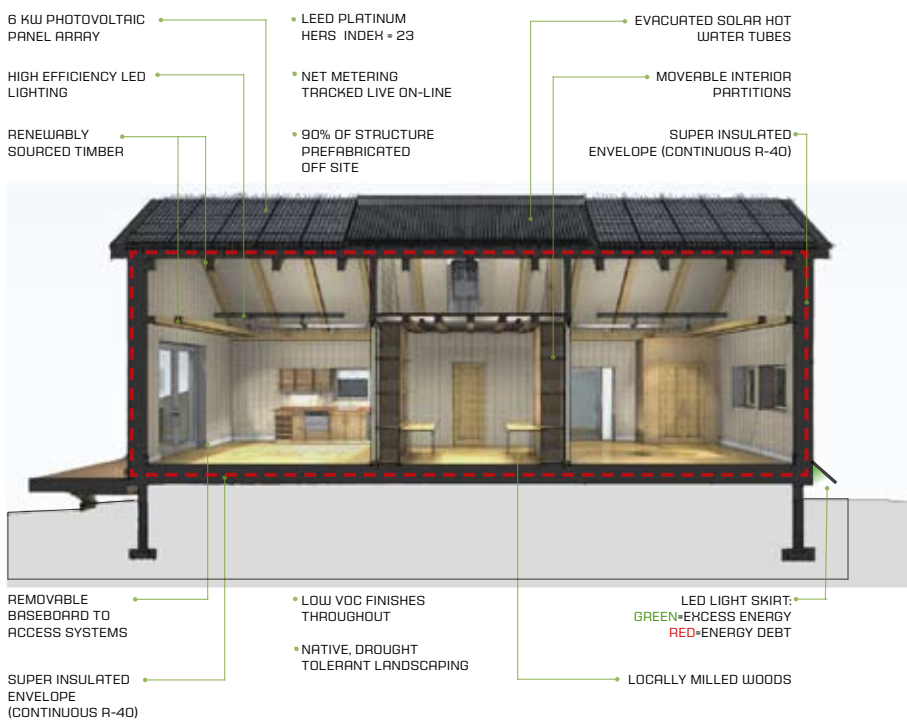 6 KW PHOTOVOLTAIC
PANEL ARRAY
HIGH EFFICIENCY LED
LIGHTING
RENEWABLY
SOURCED TIMBER
LEED PLATINUM
HERS INDEX = 23
NET METERING
TRACKED LIVE ON-LINE
90% OF STRUCTURE
PREFABRICATED
OFF SITE
EVACUATED SOLAR HOT
WATER TUBES
MOVEABLE INTERIOR
PARTITIONS
SUPER INSULATED
ENVELOPE (CONTINUOUS R-40)
REMOVABLE
BASEBOARD TO
ACCESS SYSTEMS
SUPER INSULATED
ENVELOPE
(CONTINUOUS R-40)
LOW VOC FINISHES
THROUGHOUT
NATIVE, DROUGHT
TOLERANT LANDSCAPING
LED LIGHT SKIRT:
GREEN=EXCESS ENERGY
RED=ENERGY DEBT
LOCALLY MILLED WOODS